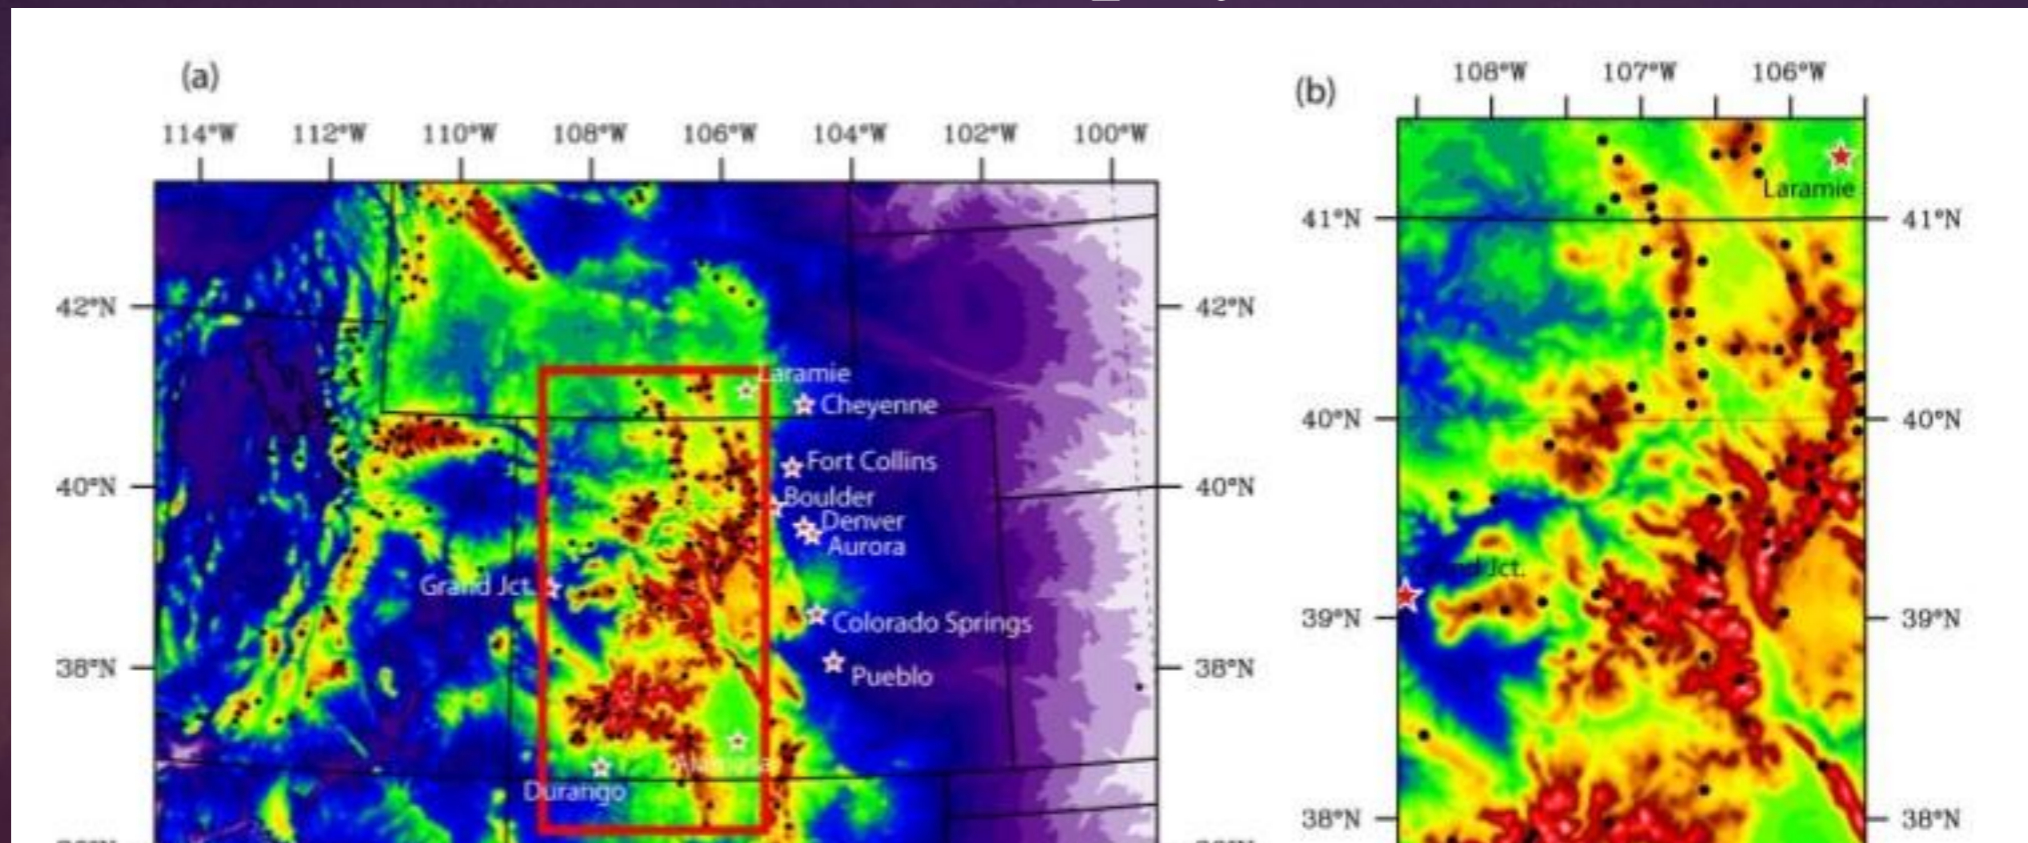 (a)
114°W 112°W 110°W 108°W 106°W 104°W 102°W 100°W
42°N 42°N
Laramie
Cheyenne
Fort Collins
40°N 40°N
Boulder
Denver
Aurora
Grand Jct.
Colorado Springs
38°N 38°N
Pueblo
Alamosa
Durango
(b)
108°W 107°W 106°W
Laramie
41°N 41°N
40°N 40°N
Jct.
39°N 39°N
38°N 38°N